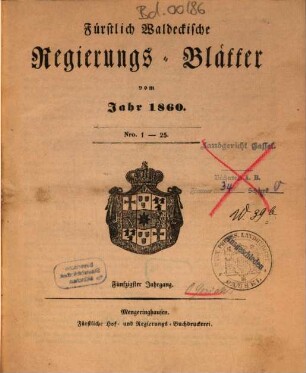 Bd. 00186
Fürstlich Waldeckische
Regierungs-Blätter
vom
Jahr 1860.
Nro. 1 — 25.
Landgericht Cassel.
34
Fünfzigster Jahrgang.
Mengeringhausen.
Fürstliche Hof- und Regierungs-Buchdruckerei.